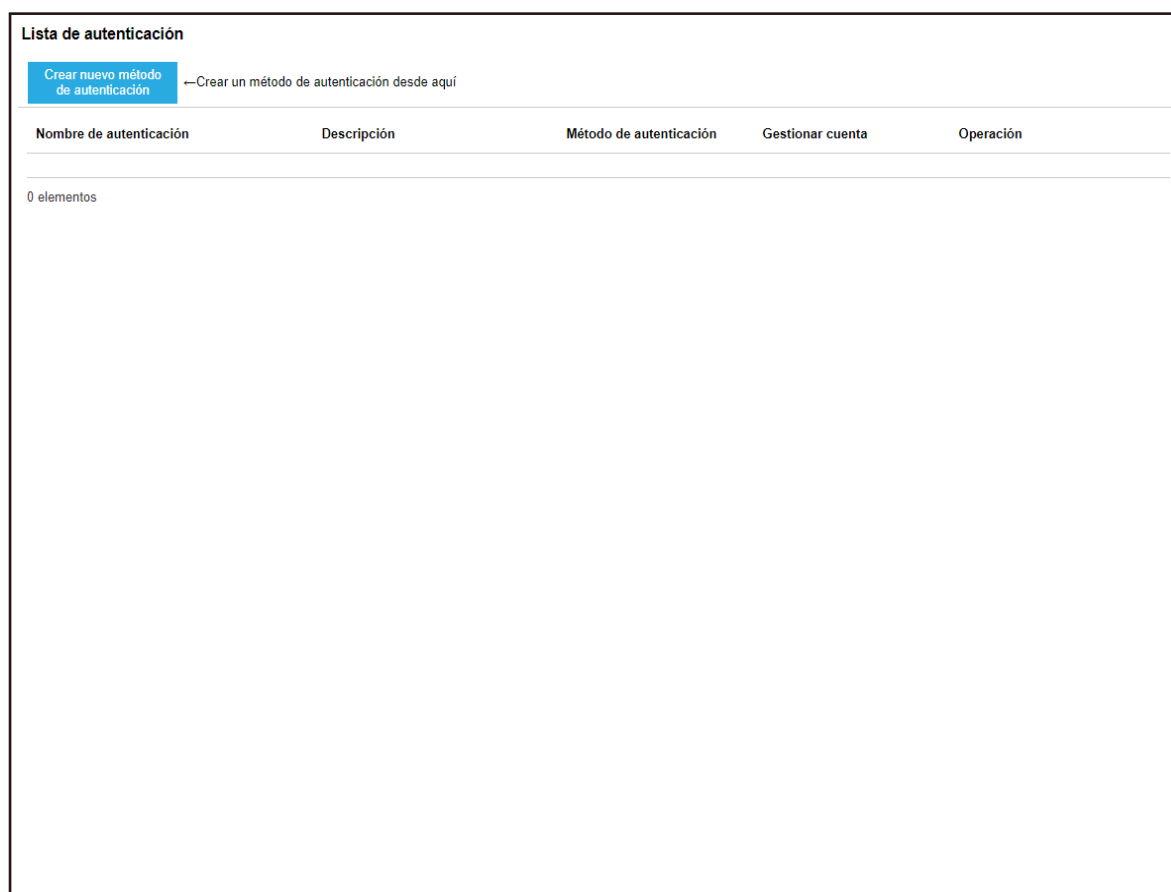 Lista de autenticación
Crear nuevo método
de autenticación
←Crear un método de autenticación desde aquí
Nombre de autenticación Descripción Método de autenticación Gestionar cuenta Operación
0 elementos